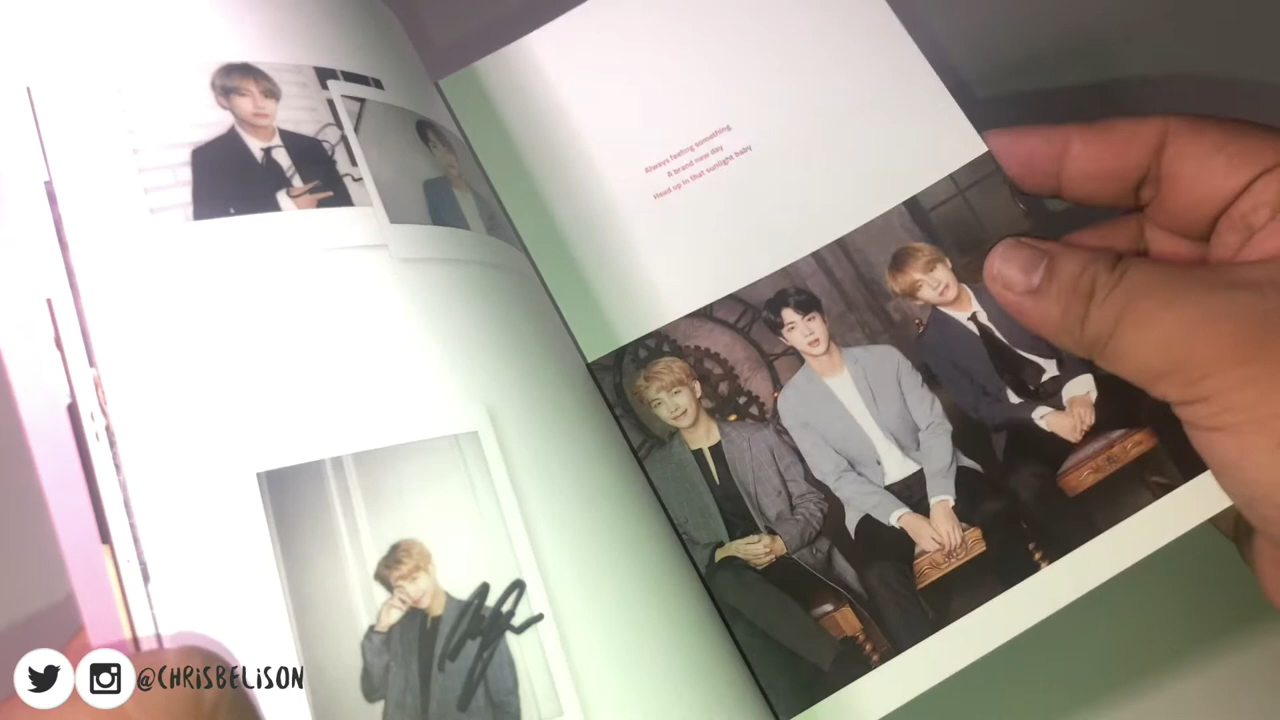 Always feeling something
A brand new day
Head up in that sunlight baby
@CHRISBELISON